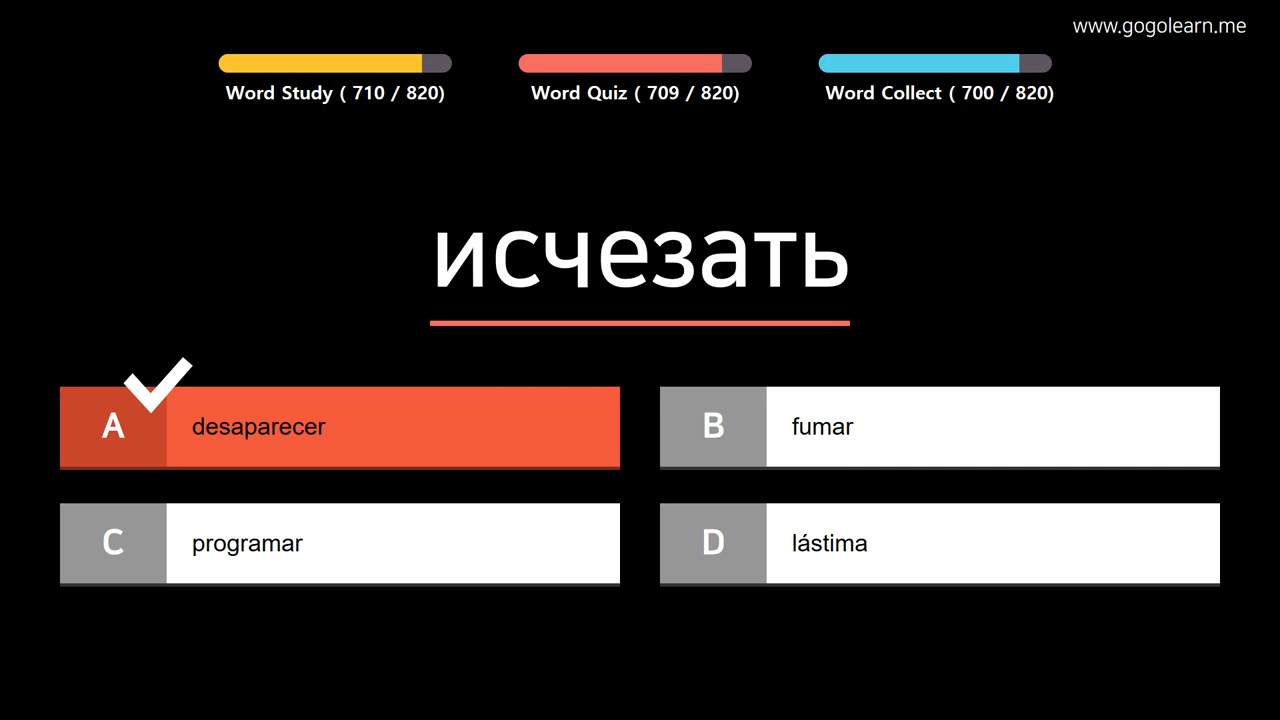 www.gogolearn.me
Word Study ( 710 / 820)
Word Quiz ( 709 / 820)
Word Collect ( 700 / 820)
исчезать
A desaparecer
B fumar
C programar
D lástima